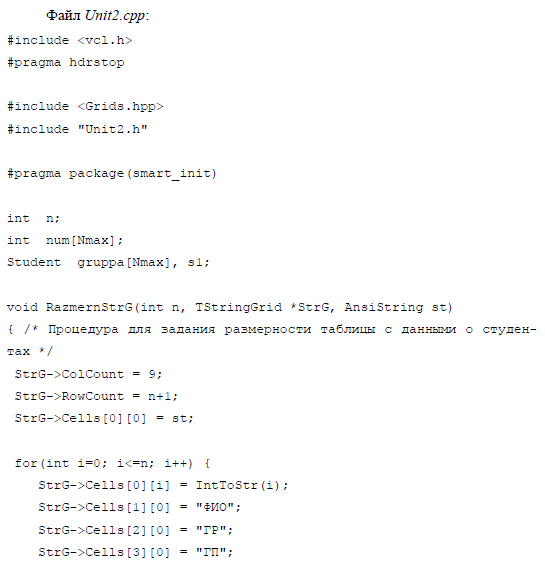 Файл Unit2.cpp:
#include <vcl.h>
#pragma hdrstop
#include <Grids.hpp>
#include "Unit2.h"
#pragma package(smart_init)
int  n;
int  num[Nmax];
Student  gruppa[Nmax], s1;
void RazmernStrG(int n, TStringGrid *StrG, AnsiString st)
{ /* Процедура для задания размерности таблицы с данными о студен-
тах */
 StrG->ColCount = 9;
 StrG->RowCount = n+1;
 StrG->Cells[0][0] = st;
 for(int i=0; i<=n; i++) {
   StrG->Cells[0][i] = IntToStr(i);
   StrG->Cells[1][0] = "ФИО";
   StrG->Cells[2][0] = "ГР";
   StrG->Cells[3][0] = "ГП";